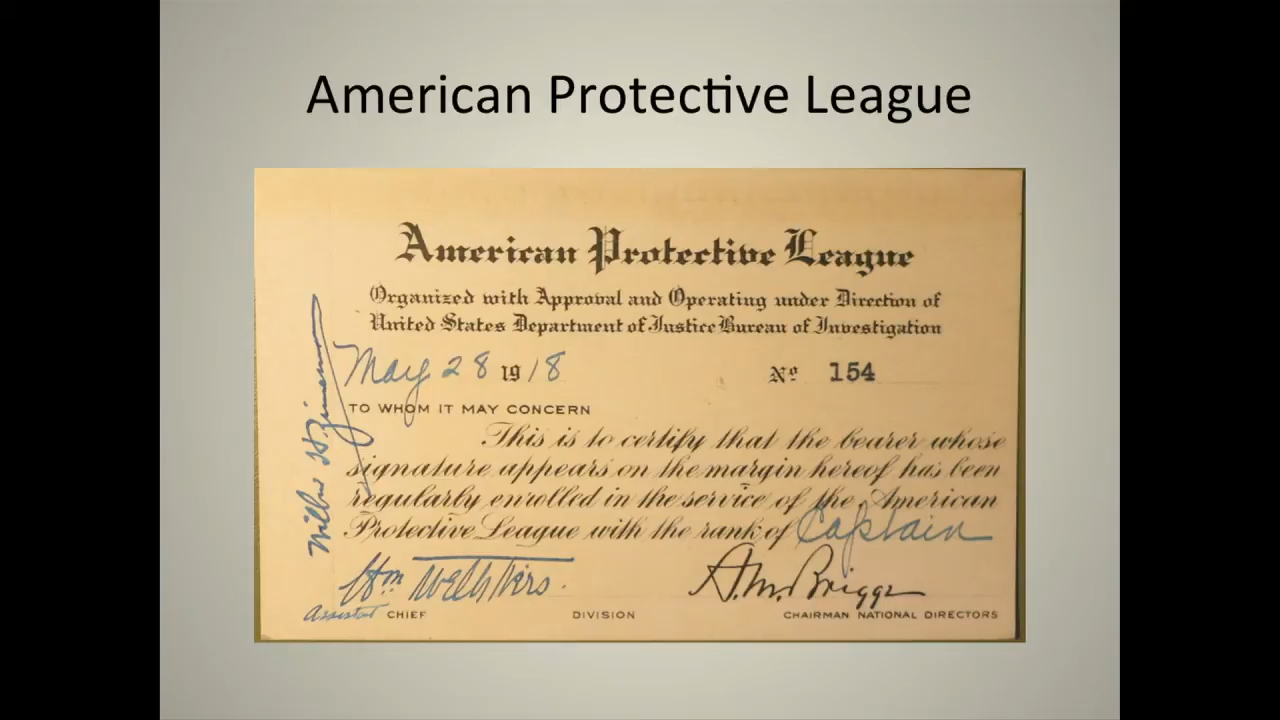 American Protective League
American Protective League
Organized with Approval and Operating under Direction of
United States Department of Justice Bureau of Investigation
May 28 1918 Nº 154
TO WHOM IT MAY CONCERN
This is to certify that the bearer whose
signature appears on the margin hereof has been
regularly enrolled in the service of the American
Protective League with the rank of Captain
A.M. Briggs
Assistant CHIEF DIVISION CHAIRMAN NATIONAL DIRECTORS